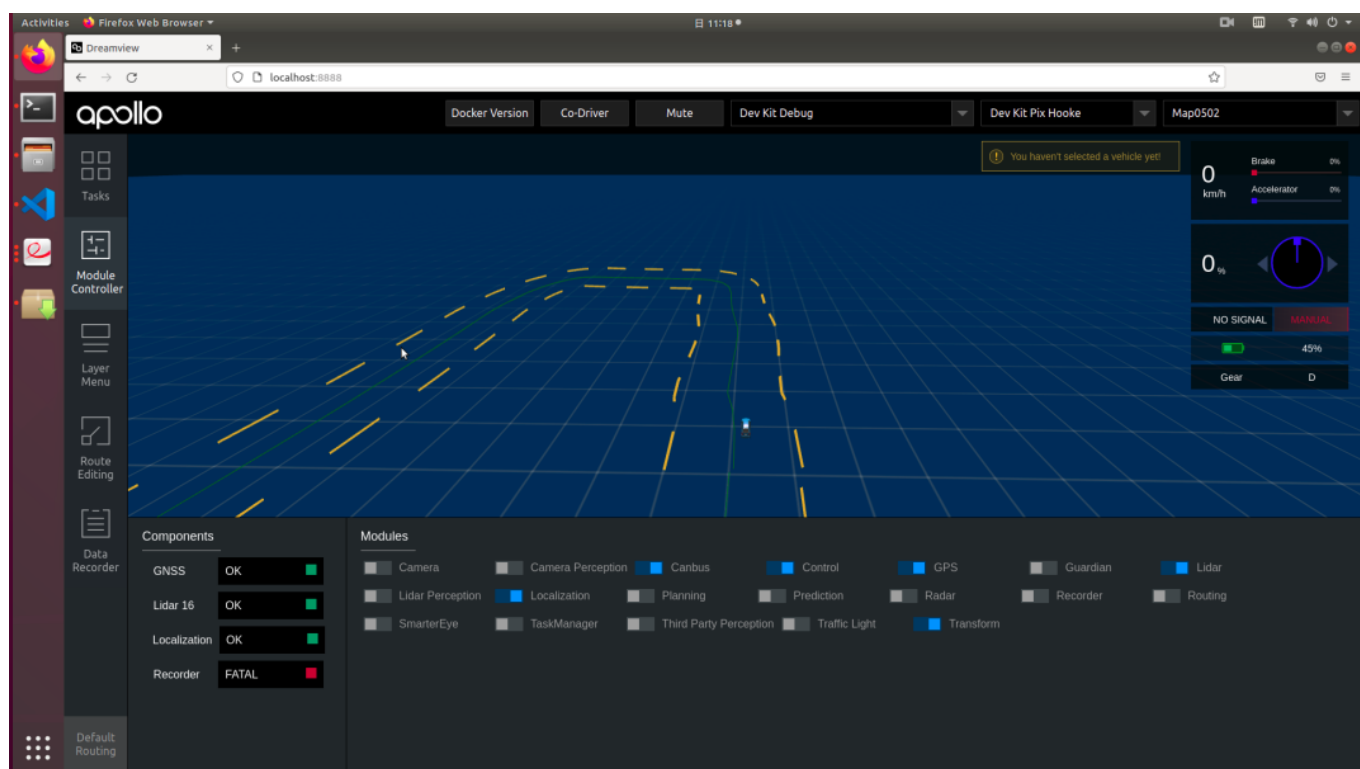 Activities Firefox Web Browser 日 11:18
Dreamview
localhost:8888
apollo Docker Version Co-Driver Mute Dev Kit Debug Dev Kit Pix Hooke Map0502
You haven't selected a vehicle yet!
Tasks
Module
Controller
Layer
Menu
Route
Editing
Data
Recorder
Default
Routing
0
km/h
Brake 0%
Accelerator 0%
0 %
NO SIGNAL MANUAL
45%
Gear D
Components
GNSS OK
Lidar 16 OK
Localization OK
Recorder FATAL
Modules
Camera Camera Perception Canbus Control GPS Guardian Lidar
Lidar Perception Localization Planning Prediction Radar Recorder Routing
SmarterEye TaskManager Third Party Perception Traffic Light Transform